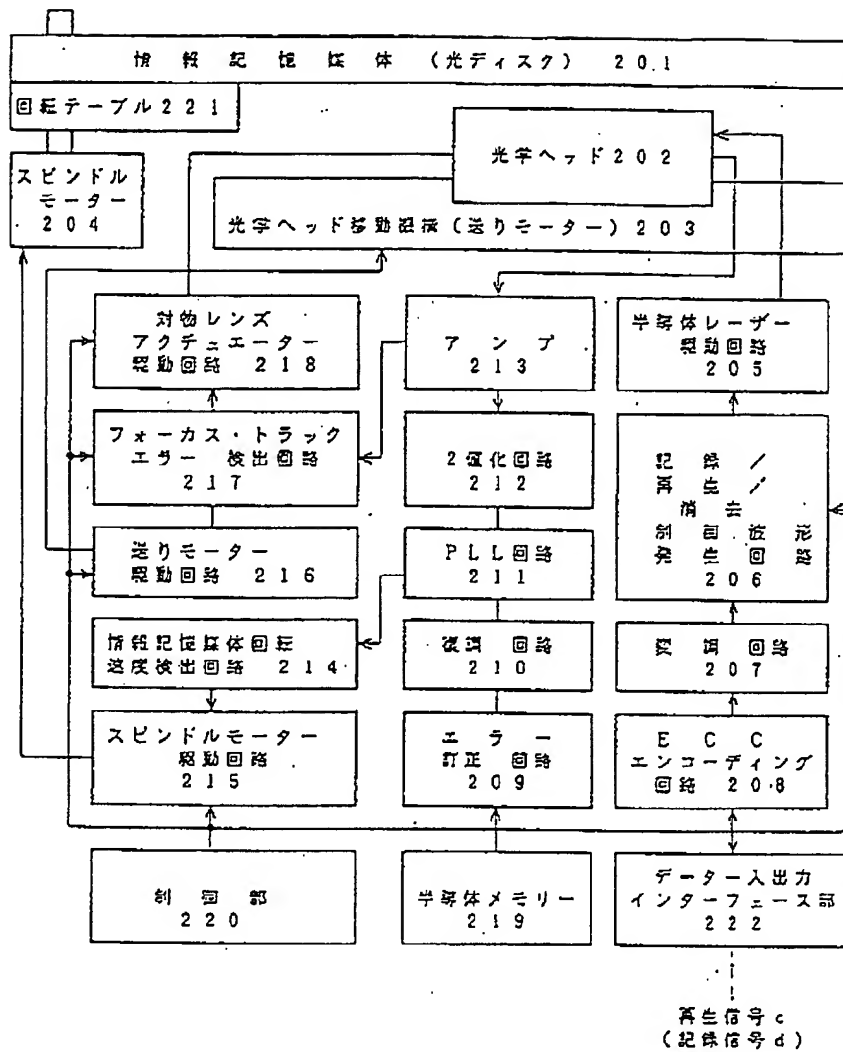 情報記憶媒体（光ディスク）20.1
回転テーブル221
光学ヘッド202
スピンドル
モーター
204
光学ヘッド移動機構（送りモーター）203
対物レンズ
アクチュエーター
駆動回路 218
アンプ
213
半導体レーザー
駆動回路
205
フォーカス・トラック
エラー 検出回路
217
2値化回路
212
記録／
再生／
消去
制御波形
発生回路
206
送りモーター
駆動回路 216
PLL回路
211
情報記憶媒体回転
速度検出回路 214
復調 回路
210
変調 回路
207
スピンドルモーター
駆動回路
215
エラー
訂正 回路
209
ECC
エンコーディング
回路 20.8
制御部
220
半導体メモリー
219
データー入出力
インターフェース部
222
再生信号c
（記録信号d）